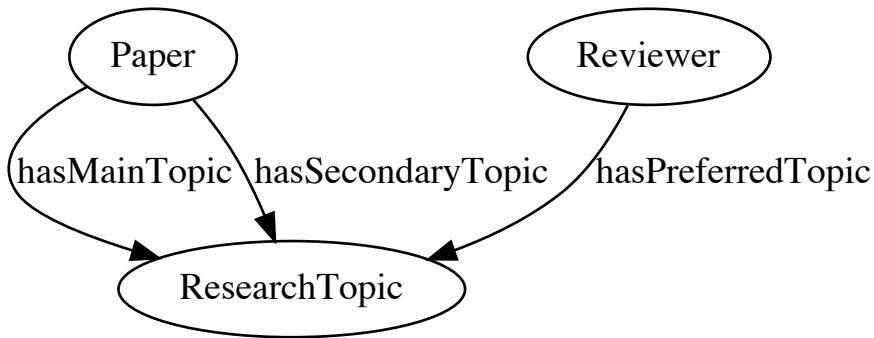 Paper
Reviewer
hasMainTopic
hasSecondaryTopic
hasPreferredTopic
ResearchTopic